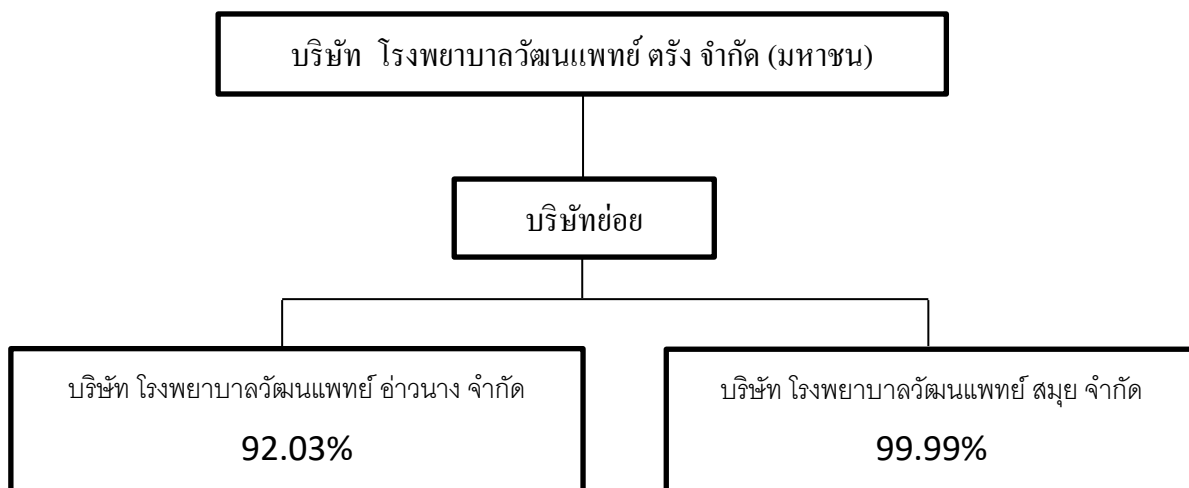 บริษัท โรงพยาบาลวัฒนแพทย์ ตรัง จำกัด (มหาชน)
บริษัทย่อย
บริษัท โรงพยาบาลวัฒนแพทย์ อ่าวนาง จำกัด
92.03%
บริษัท โรงพยาบาลวัฒนแพทย์ สมุย จำกัด
99.99%